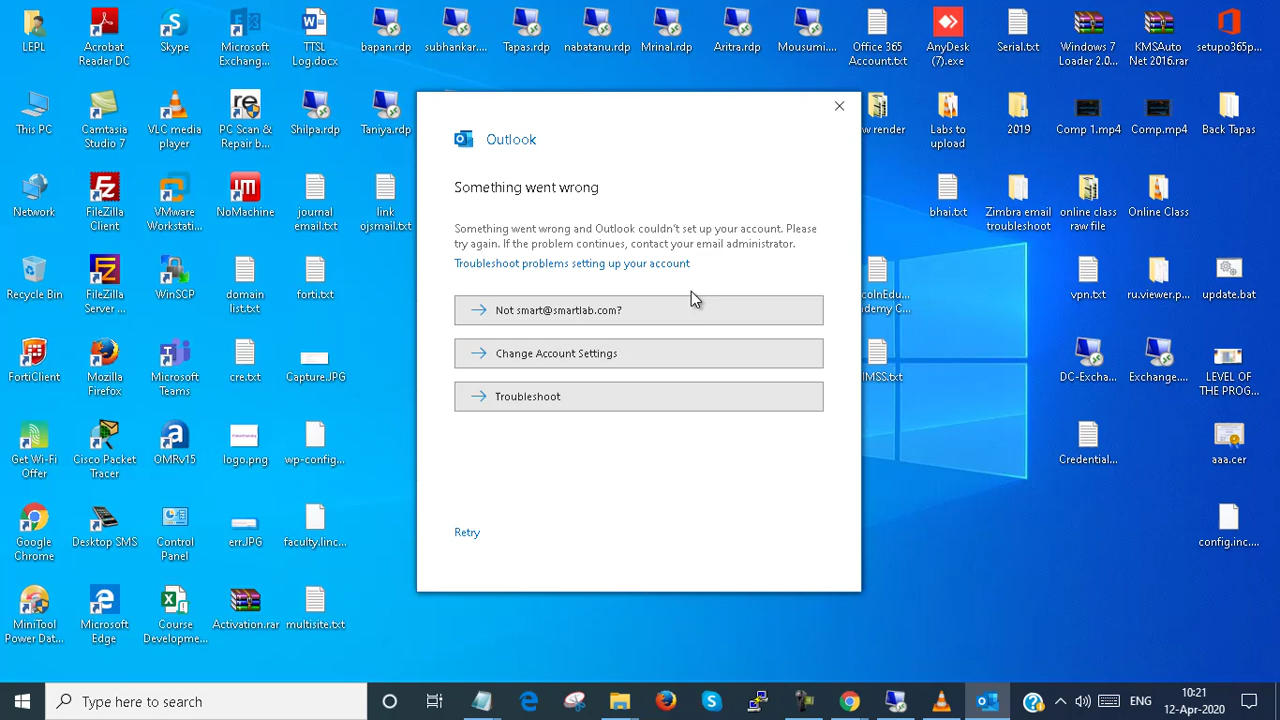 LEPL
Acrobat
Reader DC
Skype
Microsoft
Exchang...
TTSL
Log.docx
bapan.rdp
subhankar....
Tapas.rdp
nabatanu.rdp
Mrinal.rdp
Aritra.rdp
Mousumi....
Office 365
Account.txt
AnyDesk
(7).exe
Serial.txt
Windows 7
Loader 2.0...
KMSAuto
Net 2016.rar
setupo365p...
This PC
Camtasia
Studio 7
VLC media
player
PC Scan &
Repair b...
Shilpa.rdp
Taniya.rdp
w render
Labs to
upload
2019
Comp 1.mp4
Comp.mp4
Back Tapas
Network
FileZilla
Client
VMware
Workstati...
NoMachine
journal
email.txt
link
ojsmail.txt
bhai.txt
Zimbra email
troubleshoot
online class
raw file
Online Class
Recycle Bin
FileZilla
Server ...
WinSCP
domain
list.txt
forti.txt
colnEdu...
demy C...
vpn.txt
ru.viewer.p...
update.bat
FortiClient
Mozilla
Firefox
Microsoft
Teams
cre.txt
Capture.JPG
IMSS.txt
DC-Excha...
Exchange....
LEVEL OF
THE PROG...
Get Wi-Fi
Offer
Cisco Packet
Tracer
OMRv15
logo.png
wp-config...
Credential...
aaa.cer
Google
Chrome
Desktop SMS
Control
Panel
err.JPG
faculty.linc...
config.inc....
MiniTool
Power Dat...
Microsoft
Edge
Course
Developme...
Activation.rar
multisite.txt
Outlook
Something went wrong
Something went wrong and Outlook couldn't set up your account. Please
try again. If the problem continues, contact your email administrator.
Troubleshoot problems setting up your account
Not smart@smartlab.com?
Change Account Settings
Troubleshoot
Retry
Type here to search
ENG
10:21
12-Apr-2020